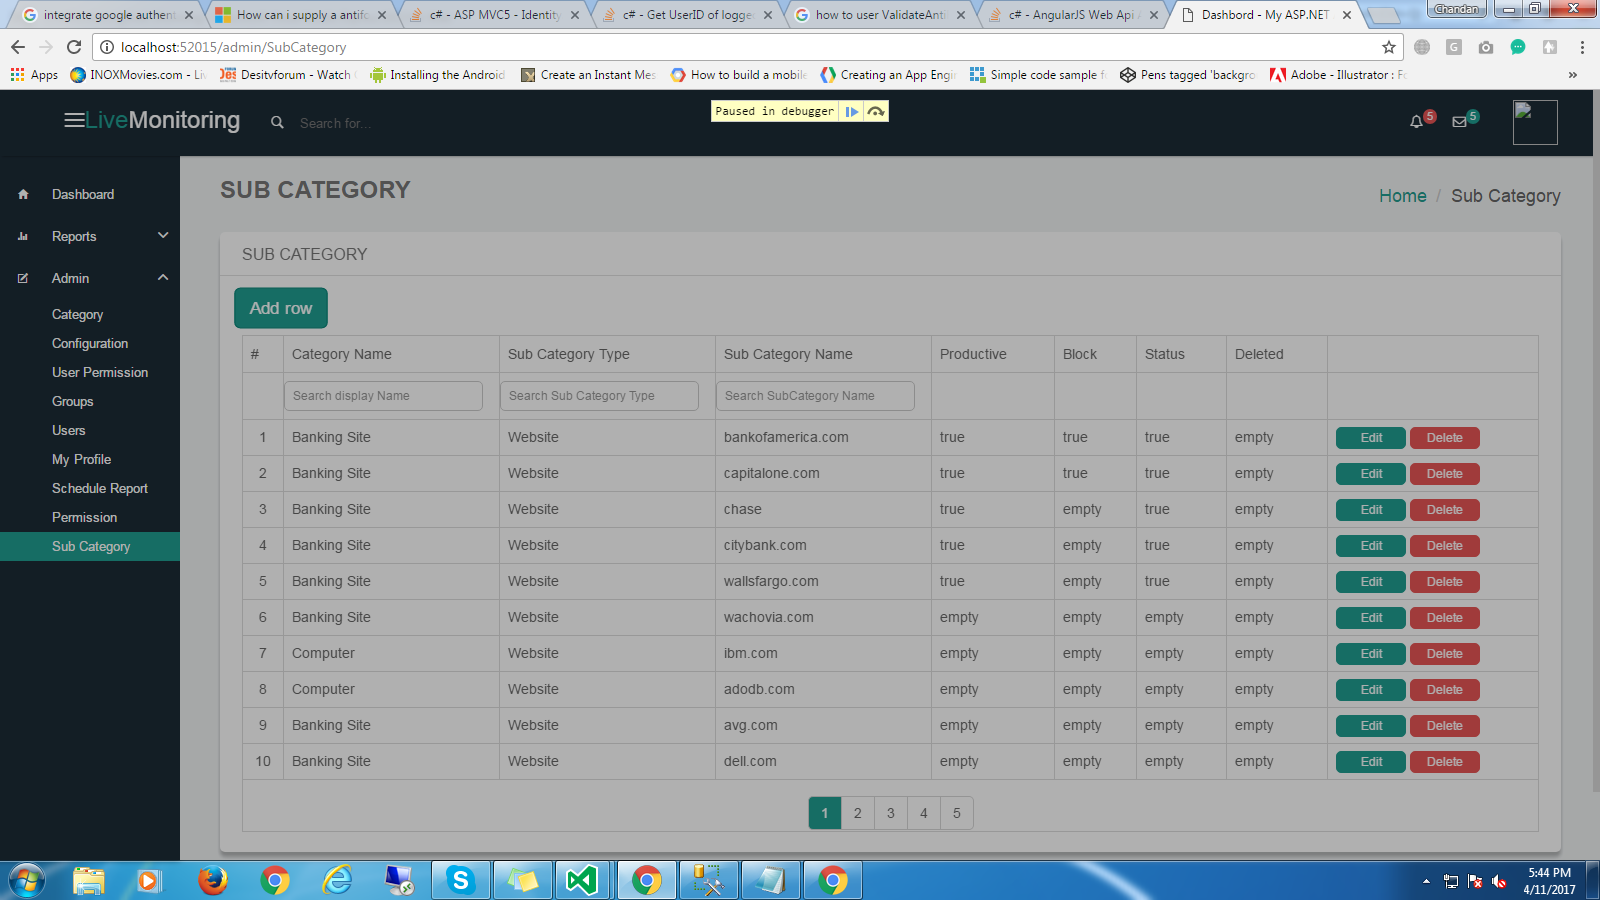 integrate google authent
How can i supply a antifo
c# - ASP MVC5 - Identity
c# - Get UserID of logge
how to user ValidateAnti
c# - AngularJS Web Api
Dashbord - My ASP.NET
Chandan
localhost:52015/admin/SubCategory
Apps
INOXMovies.com - Liv
Desitvforum - Watch
Installing the Android
Create an Instant Mes
How to build a mobile
Creating an App Engi
Simple code sample f
Pens tagged 'backgro
Adobe - Illustrator : Fo
»
LiveMonitoring
Search for...
Paused in debugger
5
5
Dashboard
Reports
Admin
Category
Configuration
User Permission
Groups
Users
My Profile
Schedule Report
Permission
Sub Category
SUB CATEGORY
Home / Sub Category
SUB CATEGORY
Add row
# Category Name Sub Category Type Sub Category Name Productive Block Status Deleted
Search display Name Search Sub Category Type Search SubCategory Name
1 Banking Site Website bankofamerica.com true true true empty Edit Delete
2 Banking Site Website capitalone.com true true true empty Edit Delete
3 Banking Site Website chase true empty true empty Edit Delete
4 Banking Site Website citybank.com true empty true empty Edit Delete
5 Banking Site Website wallsfargo.com true empty true empty Edit Delete
6 Banking Site Website wachovia.com empty empty empty empty Edit Delete
7 Computer Website ibm.com empty empty empty empty Edit Delete
8 Computer Website adodb.com empty empty empty empty Edit Delete
9 Banking Site Website avg.com empty empty empty empty Edit Delete
10 Banking Site Website dell.com empty empty empty empty Edit Delete
1 2 3 4 5
5:44 PM
4/11/2017